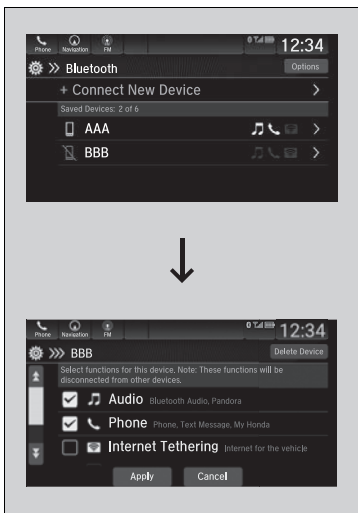 Phone Navigation FM 12:34
Bluetooth Options
+ Connect New Device
Saved Devices: 2 of 6
AAA
BBB
Phone Navigation FM 12:34
BBB Delete Device
Select functions for this device, Note: These functions will be
disconnected from other devices.
Audio Bluetooth Audio, Pandora
Phone Phone, Text Message, My Honda
Internet Tethering Internet for the vehicle
Apply Cancel